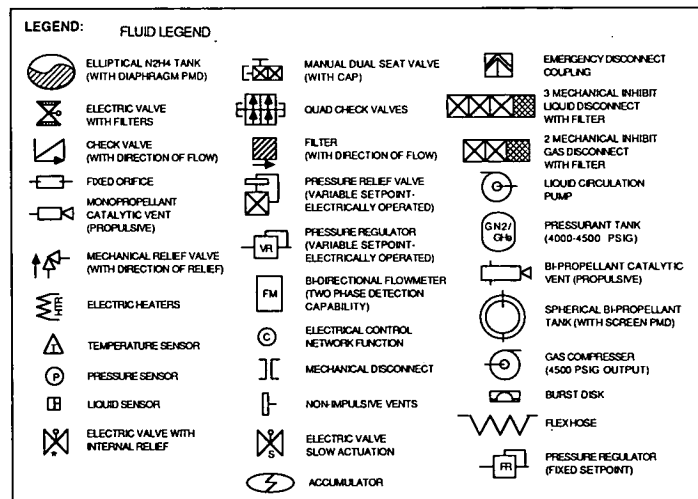 LEGEND:
FLUID LEGEND
ELLIPTICAL N2H4 TANK
(WITH DIAPHRAGM PMD)
ELECTRIC VALVE
WITH FILTERS
CHECK VALVE
(WITH DIRECTION OF FLOW)
FIXED ORIFICE
MONOPROPELLANT
CATALYTIC VENT
(PROPULSIVE)
MECHANICAL RELIEF VALVE
(WITH DIRECTION OF RELIEF)
HTR
ELECTRIC HEATERS
T
TEMPERATURE SENSOR
P
PRESSURE SENSOR
LIQUID SENSOR
*
ELECTRIC VALVE WITH
INTERNAL RELIEF
MANUAL DUAL SEAT VALVE
(WITH CAP)
QUAD CHECK VALVES
FILTER
(WITH DIRECTION OF FLOW)
PRESSURE RELIEF VALVE
(VARIABLE SETPOINT-
ELECTRICALLY OPERATED)
VR
PRESSURE REGULATOR
(VARIABLE SETPOINT-
ELECTRICALLY OPERATED)
FM
BI-DIRECTIONAL FLOWMETER
(TWO PHASE DETECTION
CAPABILITY)
C
ELECTRICAL CONTROL
NETWORK FUNCTION
MECHANICAL DISCONNECT
NON-IMPULSIVE VENTS
S
ELECTRIC VALVE
SLOW ACTUATION
ACCUMULATOR
EMERGENCY DISCONNECT
COUPLING
3 MECHANICAL INHIBIT
LIQUID DISCONNECT
WITH FILTER
2 MECHANICAL INHIBIT
GAS DISCONNECT
WITH FILTER
LIQUID CIRCULATION
PUMP
GN2/
GHe
PRESSURANT TANK
(4000-4500 PSIG)
BI-PROPELLANT CATALYTIC
VENT (PROPULSIVE)
SPHERICAL BI-PROPELLANT
TANK (WITH SCREEN PMD)
GAS COMPRESSER
(4500 PSIG OUTPUT)
BURST DISK
FLEX HOSE
FR
PRESSURE REGULATOR
(FIXED SETPOINT)